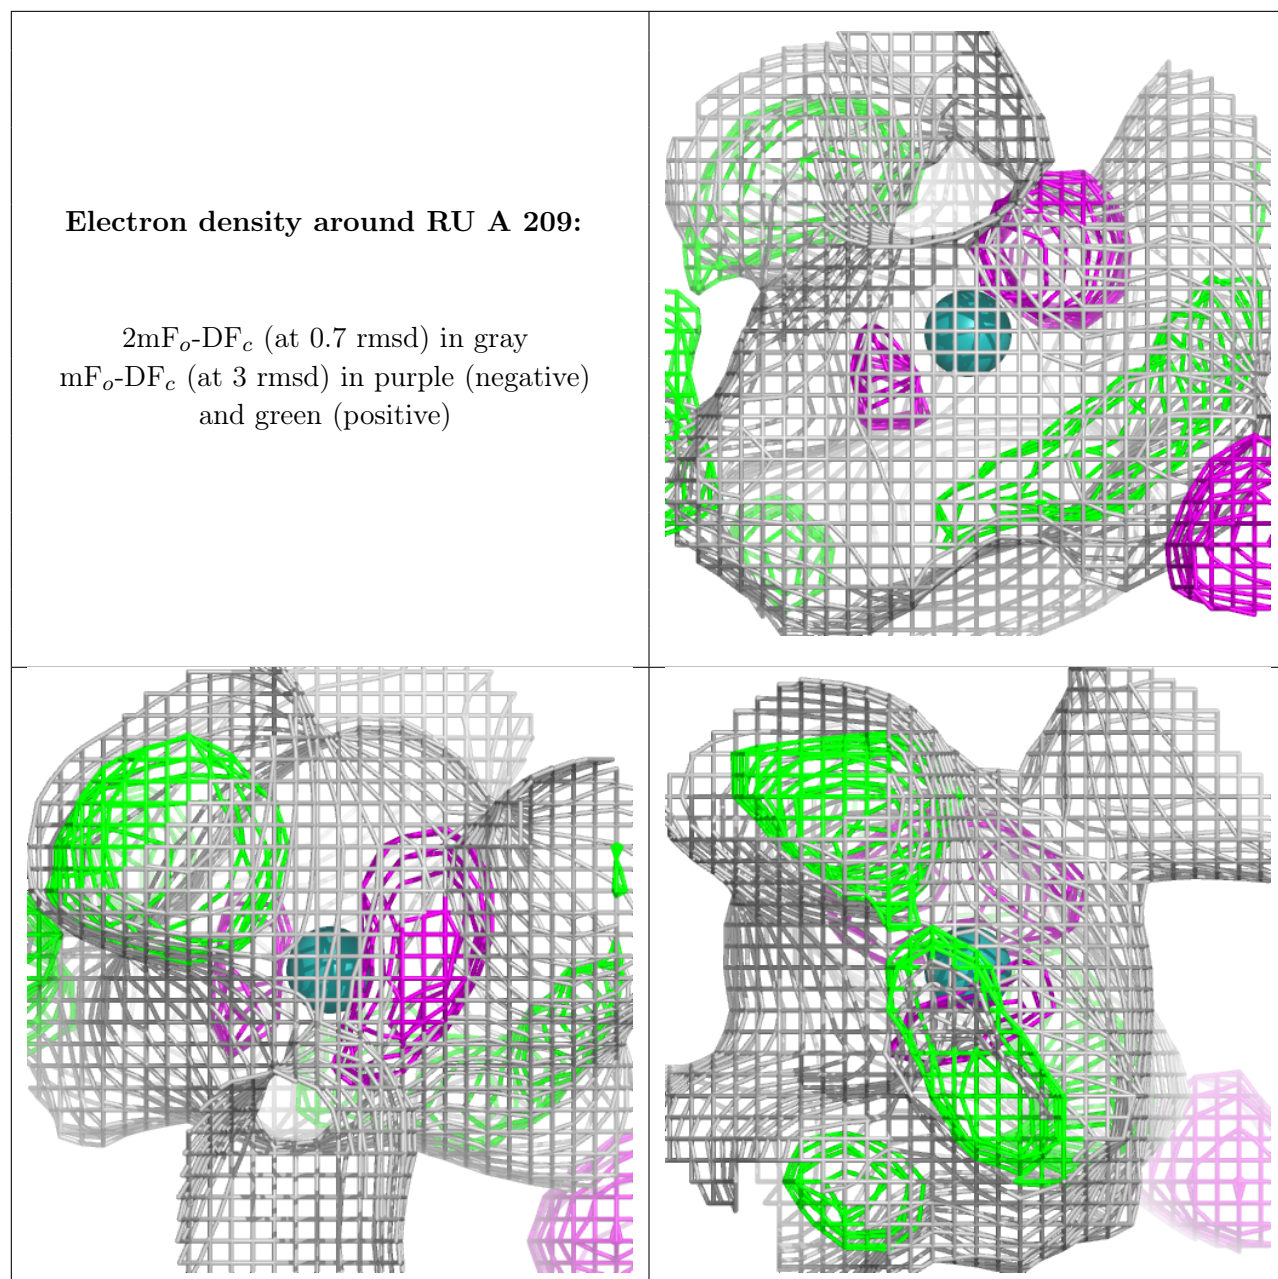 Electron density around RU A 209:
2mFₒ-DF𝒸 (at 0.7 rmsd) in gray
mFₒ-DF𝒸 (at 3 rmsd) in purple (negative)
and green (positive)